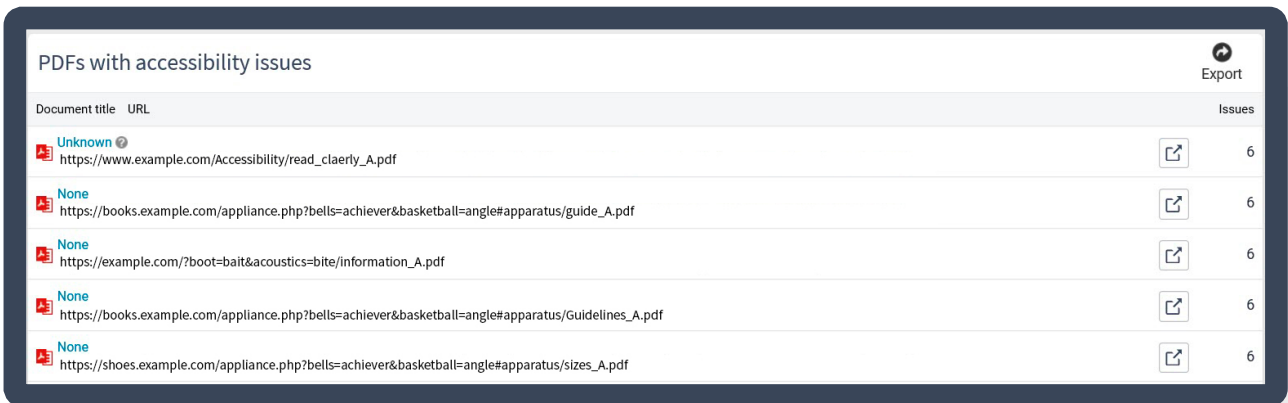 PDFs with accessibility issues
Export
Document title URL Issues
Unknown ?
https://www.example.com/Accessibility/read_claerly_A.pdf 6
None
https://books.example.com/appliance.php?bells=achiever&basketball=angle#apparatus/guide_A.pdf 6
None
https://example.com/?boot=bait&acoustics=bite/information_A.pdf 6
None
https://books.example.com/appliance.php?bells=achiever&basketball=angle#apparatus/Guidelines_A.pdf 6
None
https://shoes.example.com/appliance.php?bells=achiever&basketball=angle#apparatus/sizes_A.pdf 6